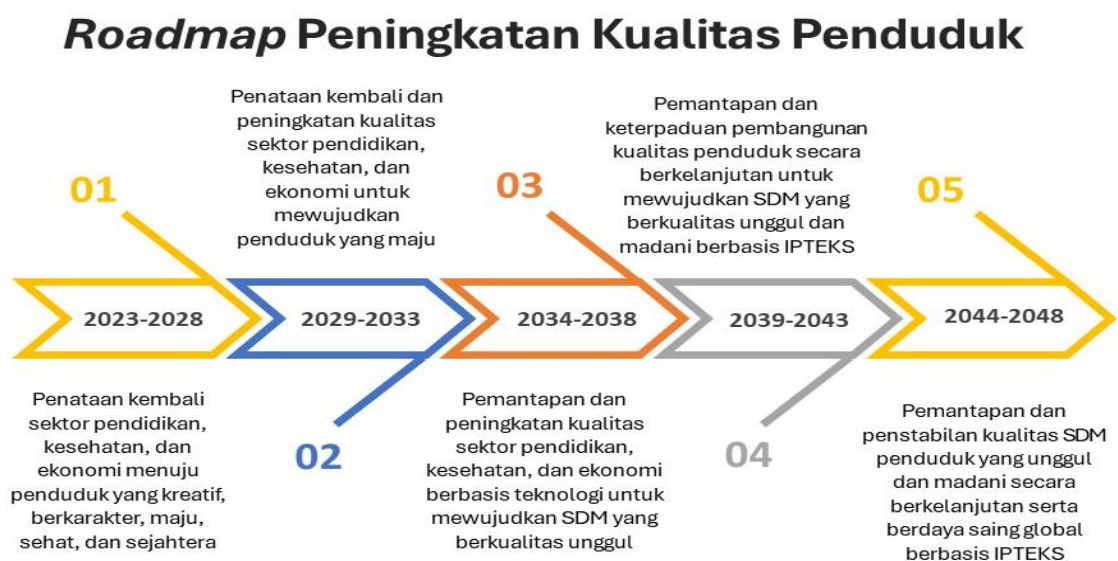 Roadmap Peningkatan Kualitas Penduduk
01
2023-2028
Penataan kembali
sektor pendidikan,
kesehatan, dan
ekonomi menuju
penduduk yang kreatif,
berkarakter, maju,
sehat, dan sejahtera
Penataan kembali dan
peningkatan kualitas
sektor pendidikan,
kesehatan, dan
ekonomi untuk
mewujudkan
penduduk yang maju
2029-2033
02
03
2034-2038
Pemantapan dan
peningkatan kualitas
sektor pendidikan,
kesehatan, dan ekonomi
berbasis teknologi untuk
mewujudkan SDM yang
berkualitas unggul
Pemantapan dan
keterpaduan pembangunan
kualitas penduduk secara
berkelanjutan untuk
mewujudkan SDM yang
berkualitas unggul dan
madani berbasis IPTEKS
2039-2043
04
05
2044-2048
Pemantapan dan
penstabilan kualitas SDM
penduduk yang unggul
dan madani secara
berkelanjutan serta
berdaya saing global
berbasis IPTEKS